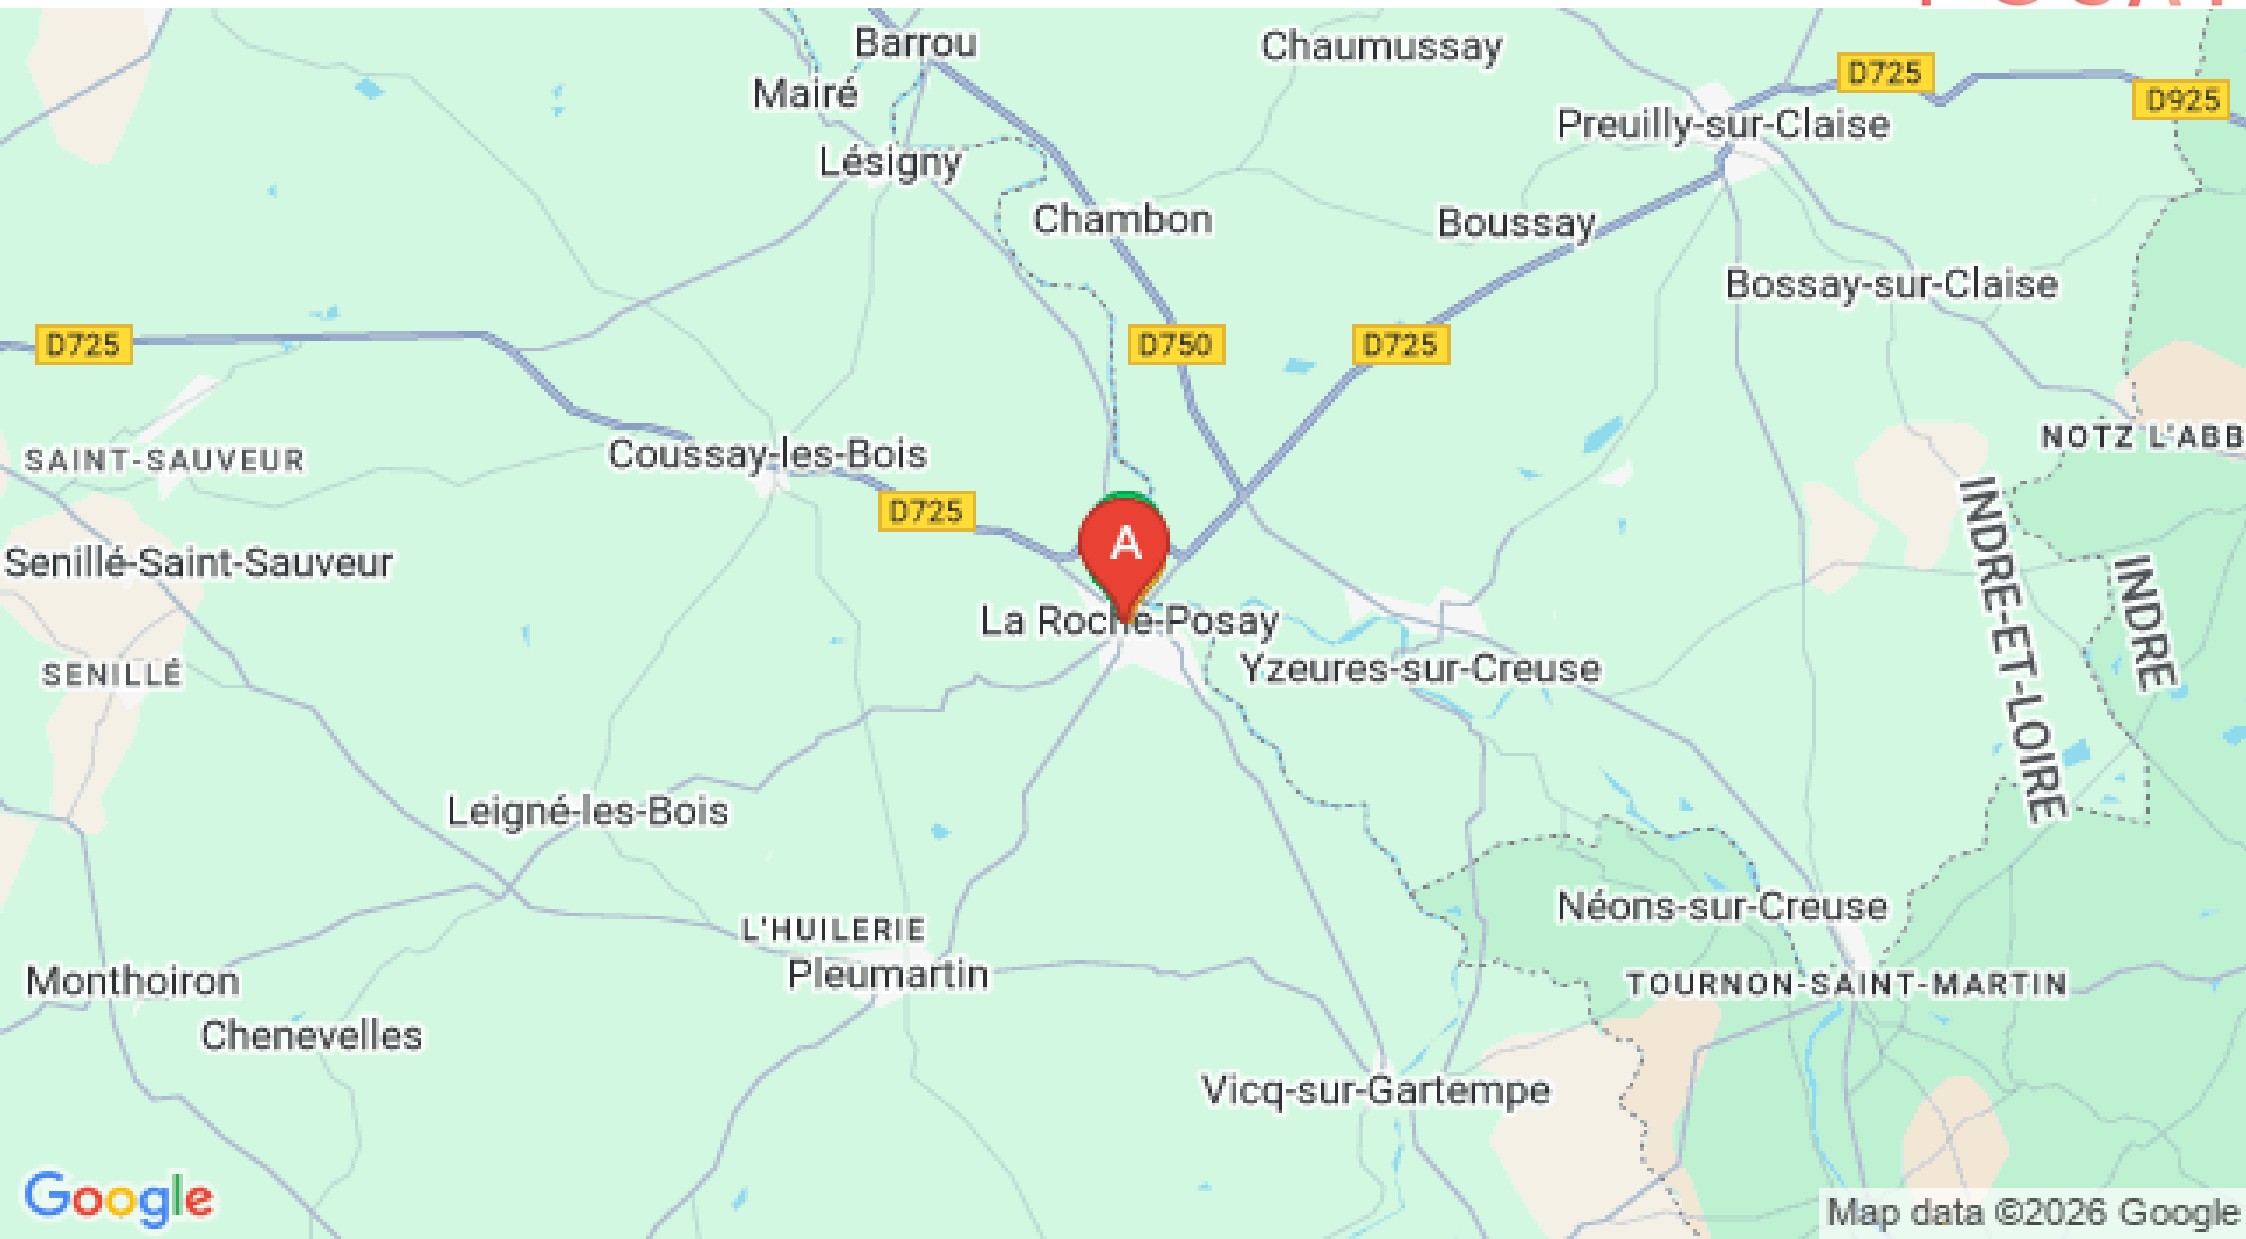 Barrou
Chaumussay
D725
Mairé
D925
Preuilly-sur-Claise
Lésigny
Chambon
Boussay
Bossay-sur-Claise
D725
D750
D725
NOTZ L'ABB
Coussay-les-Bois
SAINT-SAUVEUR
D725
A
Senillé-Saint-Sauveur
INDRE-ET-LOIRE
INDRE
La Roche-Posay
Yzeures-sur-Creuse
SENILLÉ
Leigné-les-Bois
Néons-sur-Creuse
L'HUILERIE
Pleumartin
Monthoiron
TOURNON-SAINT-MARTIN
Chenevelles
Vicq-sur-Gartempe
Google
Map data ©2026 Google